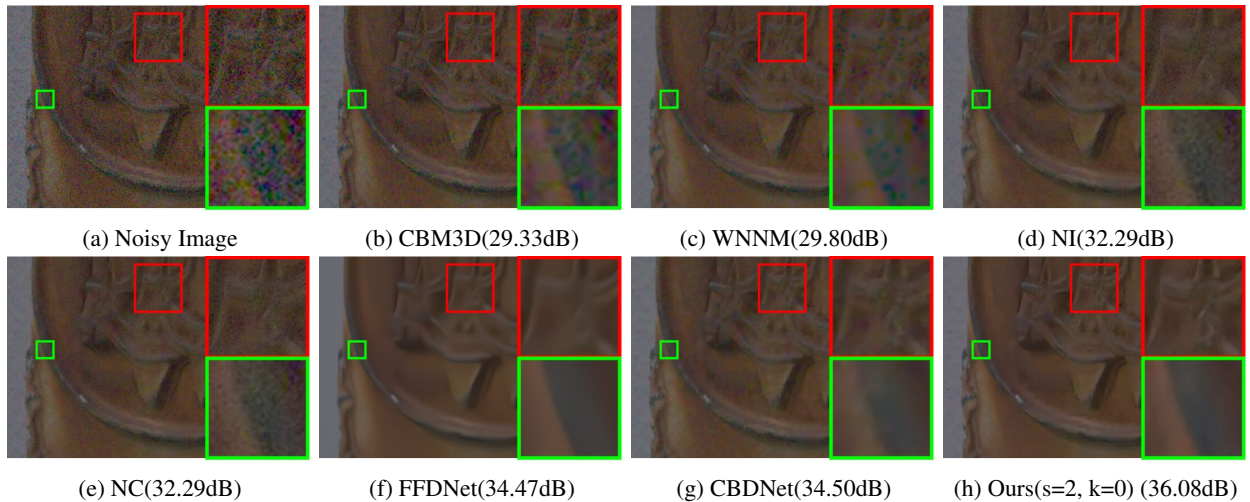 (a) Noisy Image
(b) CBM3D(29.33dB)
(c) WNNM(29.80dB)
(d) NI(32.29dB)
(e) NC(32.29dB)
(f) FFDNet(34.47dB)
(g) CBDNet(34.50dB)
(h) Ours(s=2, k=0) (36.08dB)